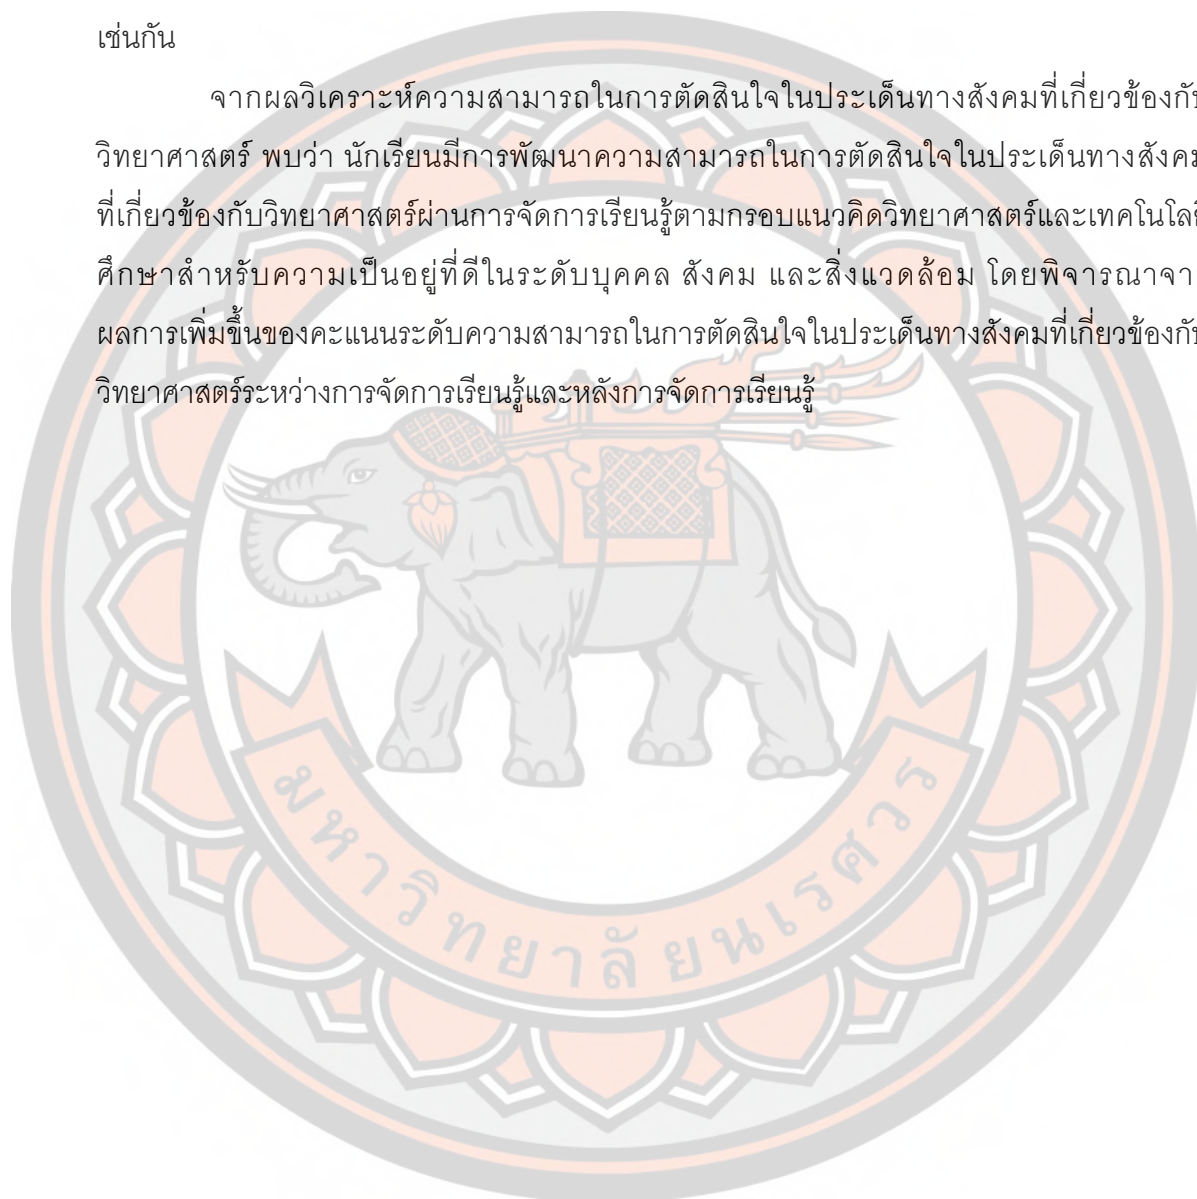 เช่นกัน
จากผลวิเคราะห์ความสามารถในการตัดสินใจในประเด็นทางสังคมที่เกี่ยวข้องกับ
วิทยาศาสตร์ พบว่า นักเรียนมีการพัฒนาความสามารถในการตัดสินใจในประเด็นทางสังคม
ที่เกี่ยวข้องกับวิทยาศาสตร์ผ่านการจัดการเรียนรู้ตามกรอบแนวคิดวิทยาศาสตร์และเทคโนโลยี
ศึกษาสำหรับความเป็นอยู่ที่ดีในระดับบุคคล สังคม และสิ่งแวดล้อม โดยพิจารณาจา
ผลการเพิ่มขึ้นของคะแนนระดับความสามารถในการตัดสินใจในประเด็นทางสังคมที่เกี่ยวข้องกับ
วิทยาศาสตร์ระหว่างการจัดการเรียนรู้และหลังการจัดการเรียนรู้
มหาวิทยาลัยนเรศวร